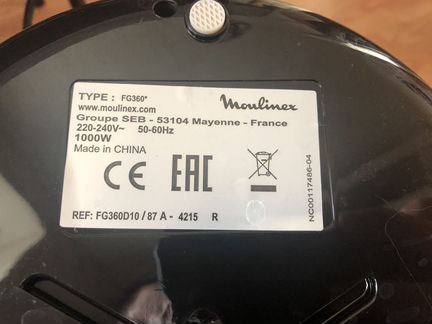 TYPE : FG360*
Moulinex
www.moulinex.com
Groupe SEB - 53104 Mayenne - France
220-240V~ 50-60Hz
1000W
Made in CHINA
CE EAC
REF: FG360D10 / 87 A - 4215 R
NC00117486-04